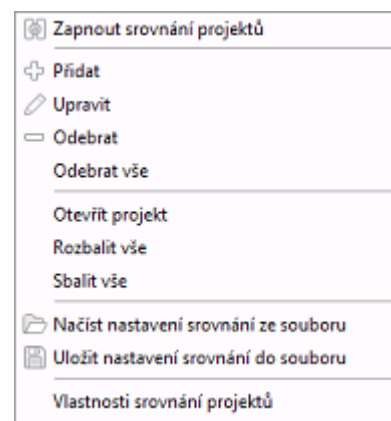 Zapnout srovnání projektů
Přidat
Upravit
Odebrat
Odebrat vše
Otevřít projekt
Rozbalit vše
Sbalit vše
Načíst nastavení srovnání ze souboru
Uložit nastavení srovnání do souboru
Vlastnosti srovnání projektů